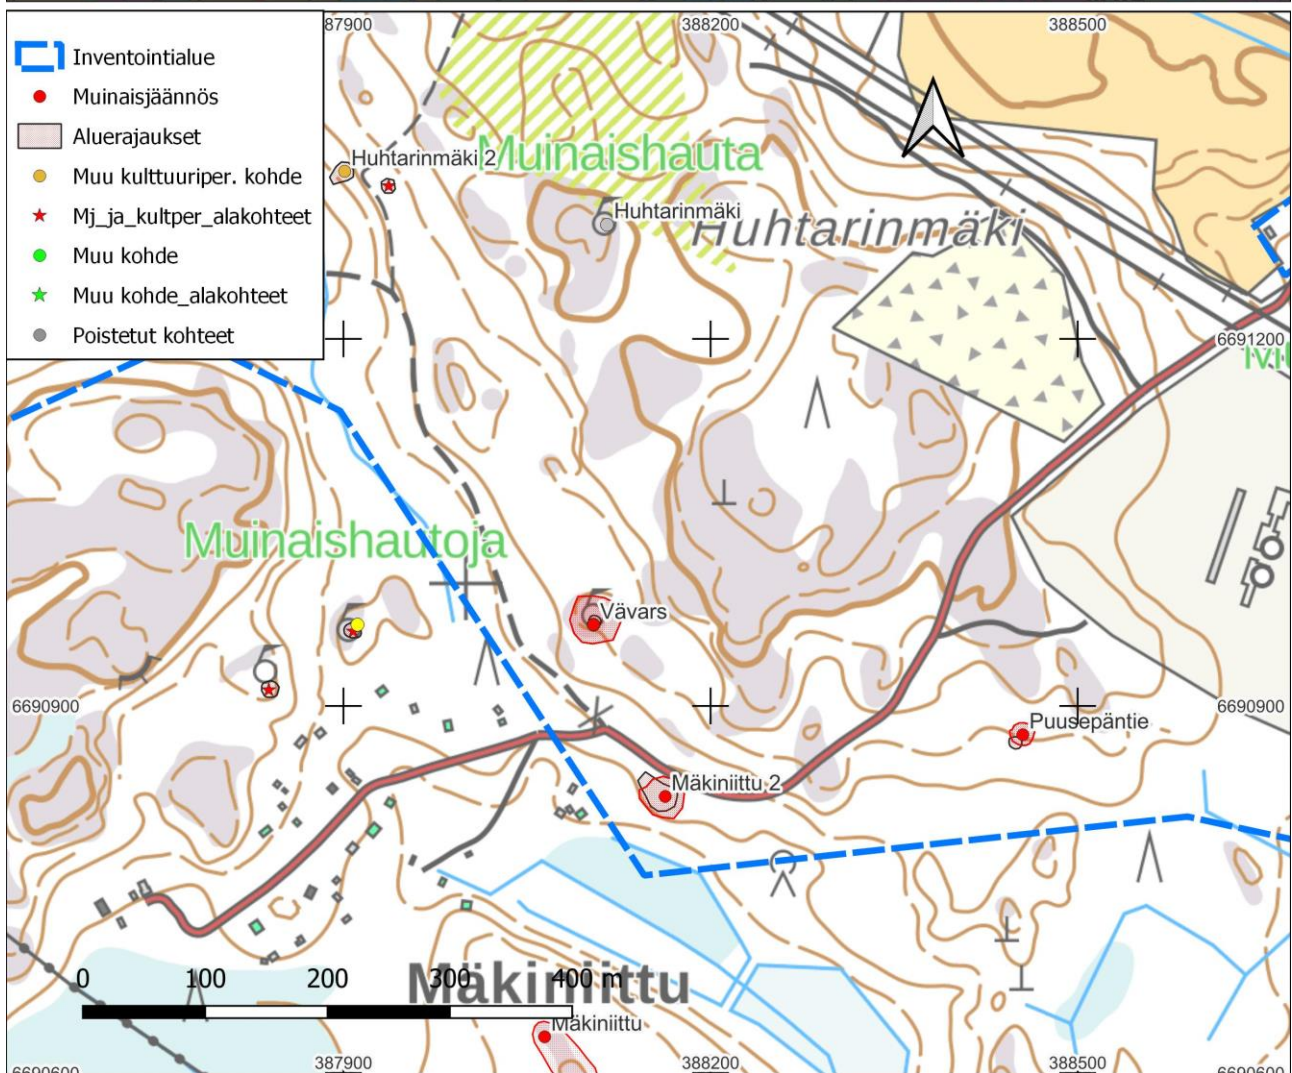 87900
388200
388500
Inventointialue
Muinaisjäännös
Aluerajaukset
Muu kulttuuriper. kohde
Mj_ja_kultper_alakohteet
Muu kohde
Muu kohde_alakohteet
Poistetut kohteet
Huhtarinmäki 2
Muinaishauta
Huhtarinmäki
Huhtarinmäki
6691200
Muinaishautoja
Vävars
6690900
6690900
Puusepäntie
Mäkiniittu 2
0
100
200
300
400 m
Mäkiniittu
Mäkiniittu
387900
388200
388500
6690600
6690600